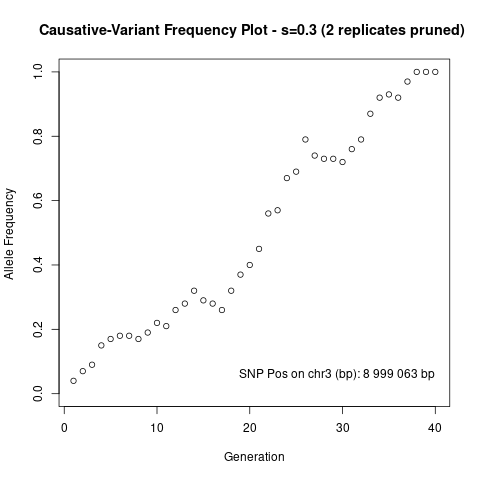 Causative-Variant Frequency Plot - s=0.3 (2 replicates pruned)
Allele Frequency
1.0
0.8
0.6
0.4
0.2
0.0
SNP Pos on chr3 (bp): 8 999 063 bp
0 10 20 30 40
Generation